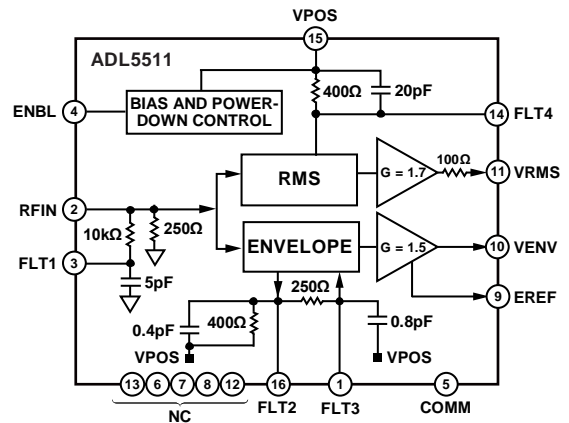 VPOS
15
ADL5511
400Ω
20pF
ENBL
4
BIAS AND POWER-
DOWN CONTROL
14
FLT4
RMS
G = 1.7
100Ω
11
VRMS
RFIN
2
10kΩ
250Ω
ENVELOPE
G = 1.5
10
VENV
FLT1
3
5pF
250Ω
9
EREF
0.4pF
400Ω
0.8pF
VPOS
VPOS
13
6
7
8
12
16
1
5
NC
FLT2
FLT3
COMM